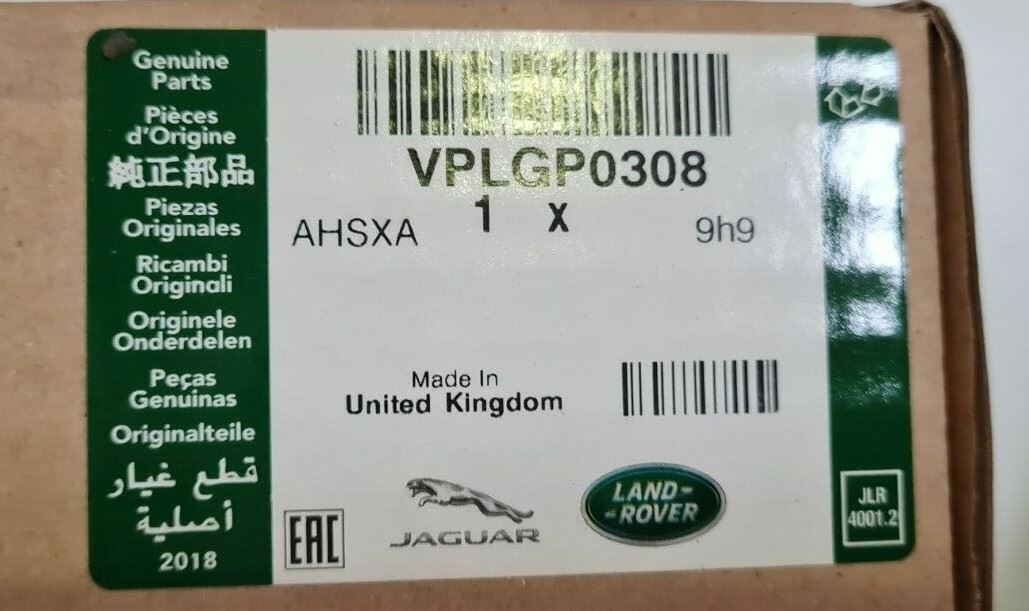 Genuine
Parts
Pièces
d'Origine
純正部品
Piezas
Originales
Ricambi
Originali
Originele
Onderdelen
Peças
Genuinas
Originalteile
قطع غيار
أصلية
2018
VPLGP0308
1 X
AHSXA
9h9
Made In
United Kingdom
EAC
JAGUAR
LAND-
-ROVER
JLR
4001.2